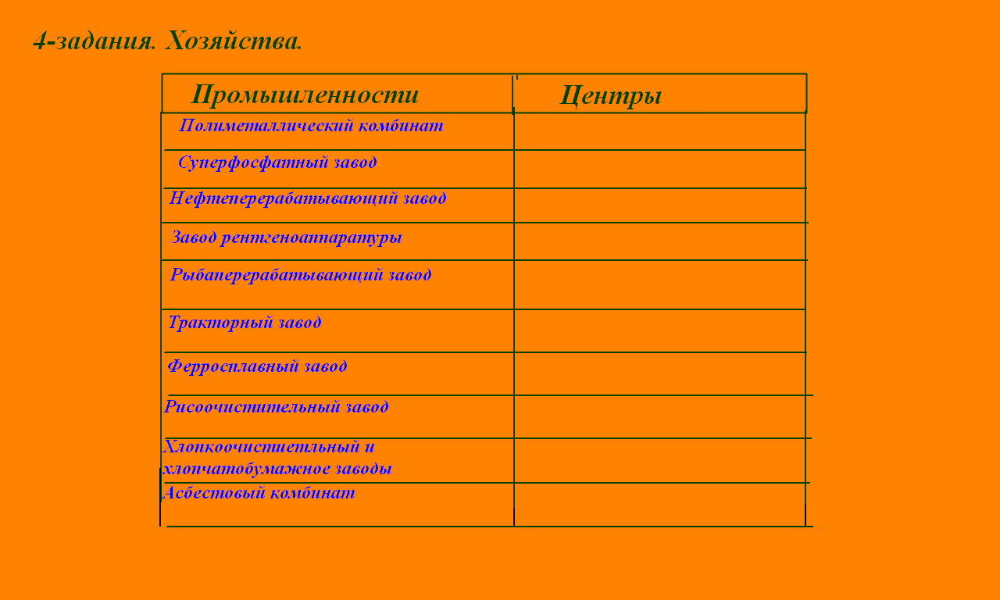 4-задания. Хозяйства.
Промышленности Центры
Полиметаллический комбинат
Суперфосфатный завод
Нефтеперерабатывающий завод
Завод рентгеноаппаратуры
Рыбаперерабатывающий завод
Тракторный завод
Ферросплавный завод
Рисоочистительный завод
Хлопкоочистиетльный и
хлопчатобумажное заводы
Асбестовый комбинат